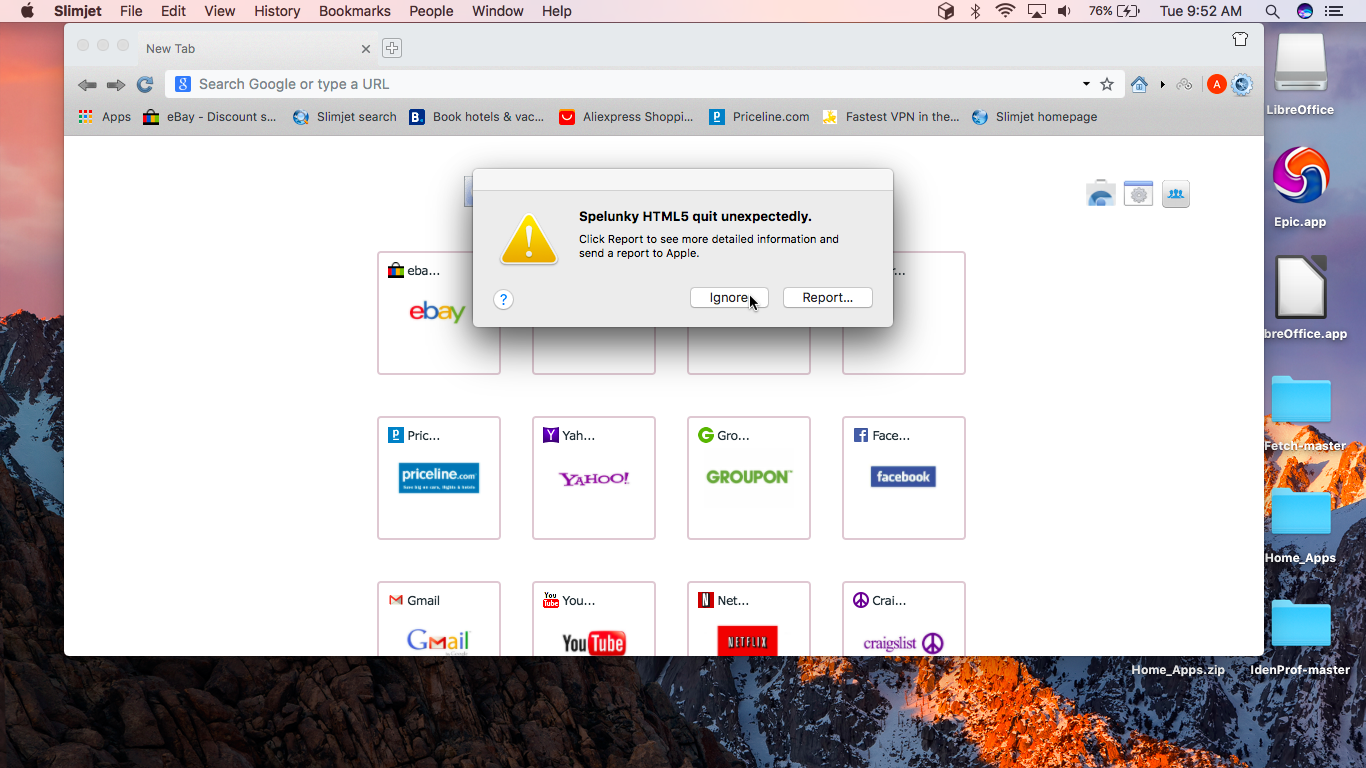 Slimjet File Edit View History Bookmarks People Window Help 76% Tue 9:52 AM
New Tab
Search Google or type a URL
A
Apps eBay - Discount s... Slimjet search B. Book hotels & vac... Aliexpress Shoppi... Priceline.com Fastest VPN in the... Slimjet homepage
LibreOffice
Spelunky HTML5 quit unexpectedly.
Click Report to see more detailed information and
send a report to Apple.
? Ignore Report...
Epic.app
eba...
ebay
breOffice.app
Pric... Yah... Gro... Face...
priceline.com YAHOO! GROUPON facebook
Fetch-master
Home_Apps
Gmail You... Net... Crai...
Gmail YouTube NETFLIX craigslist
Home_Apps.zip IdenProf-master